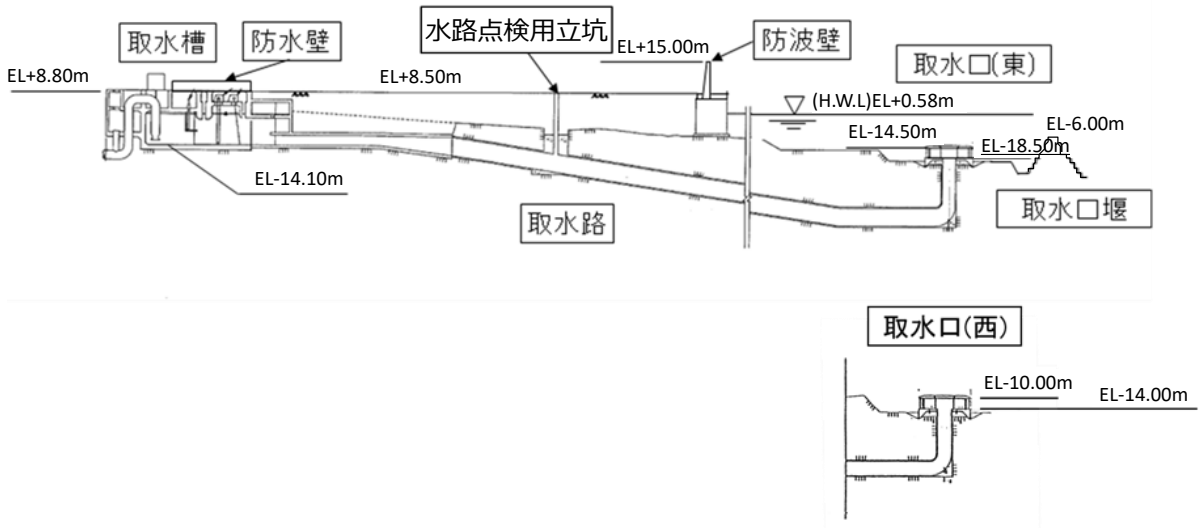 取水槽
防水壁
水路点検用立坑
防波壁
取水口(東)
EL+8.80m
EL+8.50m
EL+15.00m
(H.W.L)EL+0.58m
EL-14.50m
EL-6.00m
EL-18.50m
EL-14.10m
取水路
取水口堰
取水口(西)
EL-10.00m
EL-14.00m